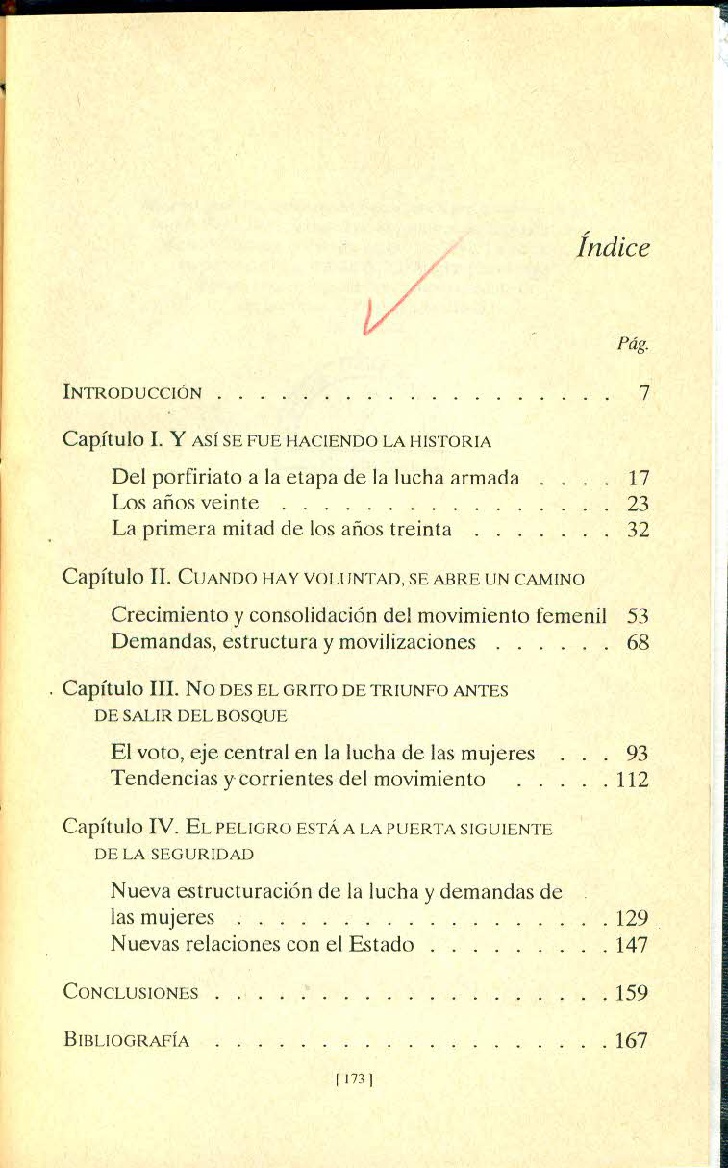 Índice
Pág.
INTRODUCCIÓN . . . . . . . . . . . . . . . . . . . 7
Capítulo I. Y ASÍ SE FUE HACIENDO LA HISTORIA
Del porfiriato a la etapa de la lucha armada . . . . 17
Los años veinte . . . . . . . . . . . . . . . . 23
La primera mitad de los años treinta . . . . . . . 32
Capítulo II. CUANDO HAY VOLUNTAD, SE ABRE UN CAMINO
Crecimiento y consolidación del movimiento femenil 53
Demandas, estructura y movilizaciones . . . . . . 68
Capítulo III. NO DES EL GRITO DE TRIUNFO ANTES
DE SALIR DEL BOSQUE
El voto, eje central en la lucha de las mujeres . . . 93
Tendencias y corrientes del movimiento . . . . . 112
Capítulo IV. EL PELIGRO ESTÁ A LA PUERTA SIGUIENTE
DE LA SEGURIDAD
Nueva estructuración de la lucha y demandas de
las mujeres . . . . . . . . . . . . . . . . . . 129
Nuevas relaciones con el Estado . . . . . . . . . 147
CONCLUSIONES . . . . . . . . . . . . . . . . . . . 159
BIBLIOGRAFÍA . . . . . . . . . . . . . . . . . . . 167
[173]